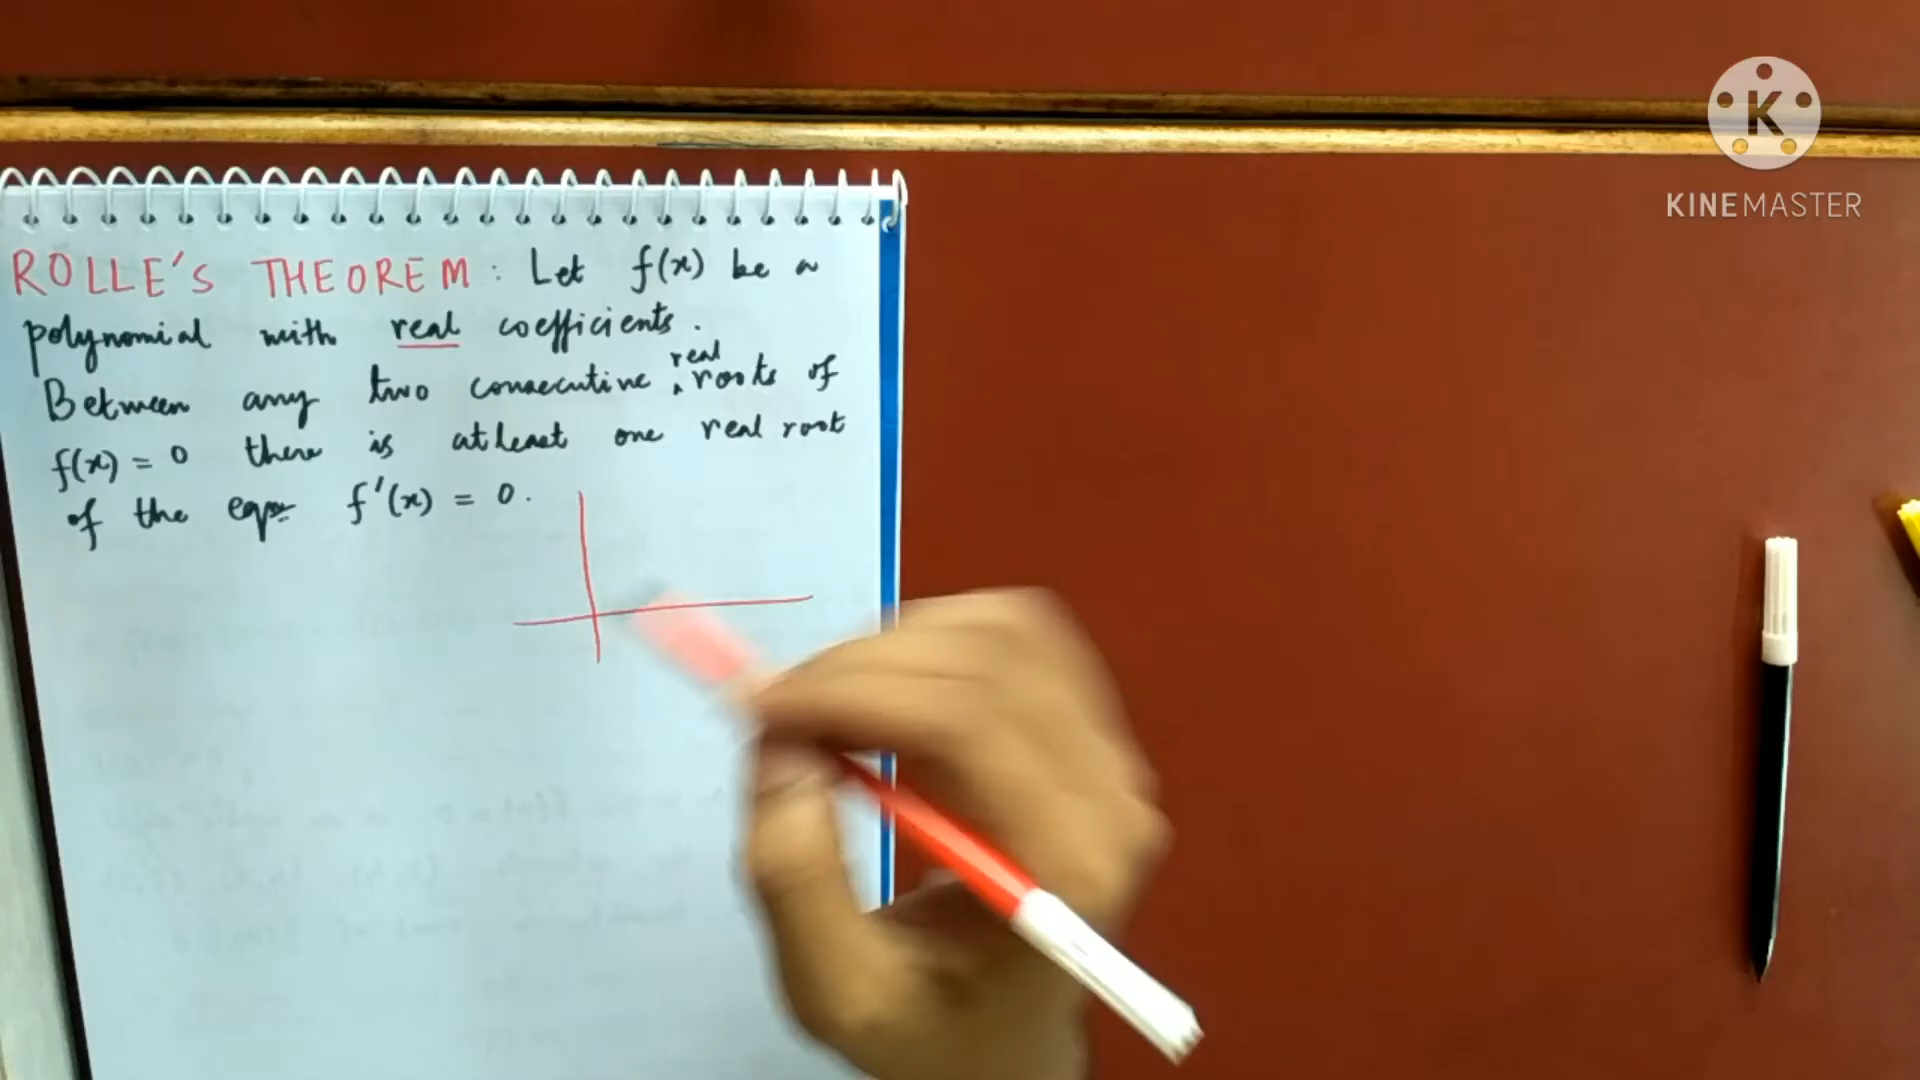 ROLLE'S THEOREM: Let f(x) be a
polynomial with real coefficients.
Between any two consecutive real roots of
f(x) = 0 there is atleast one real root
of the eqn f'(x) = 0.
K
KINEMASTER